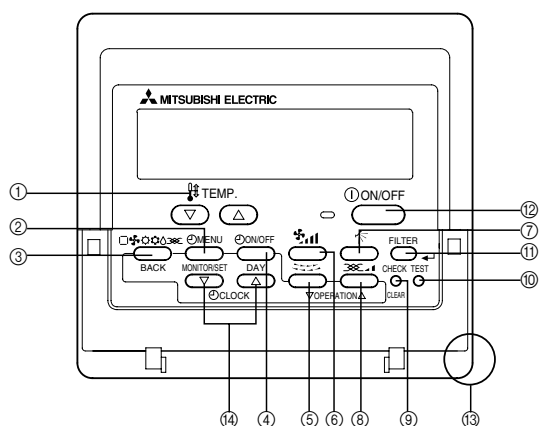 MITSUBISHI ELECTRIC
① TEMP. ON/OFF ⑫
② MENU ON/OFF ⑦
FILTER ⑪
③ BACK MONITOR/SET DAY CHECK TEST ⑩
CLOCK ▽OPERATION△ CLEAR
⑭ ④ ⑤ ⑥ ⑧ ⑨ ⑬